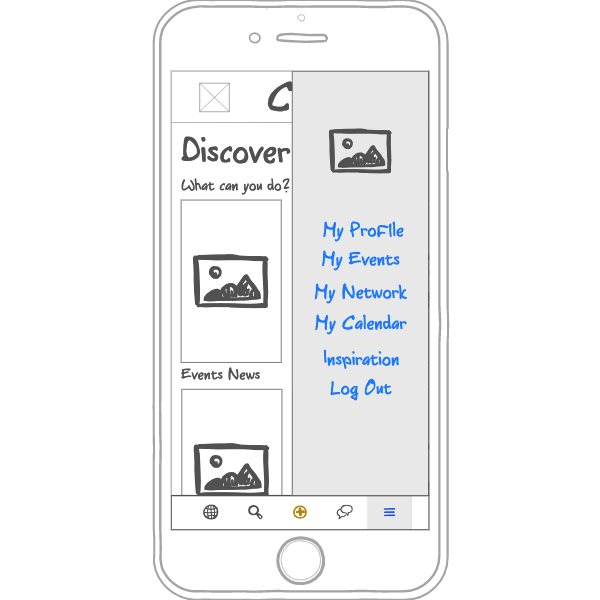 C
Discover
What can you do?
Events News
My Profile
My Events
My Network
My Calendar
Inspiration
Log Out